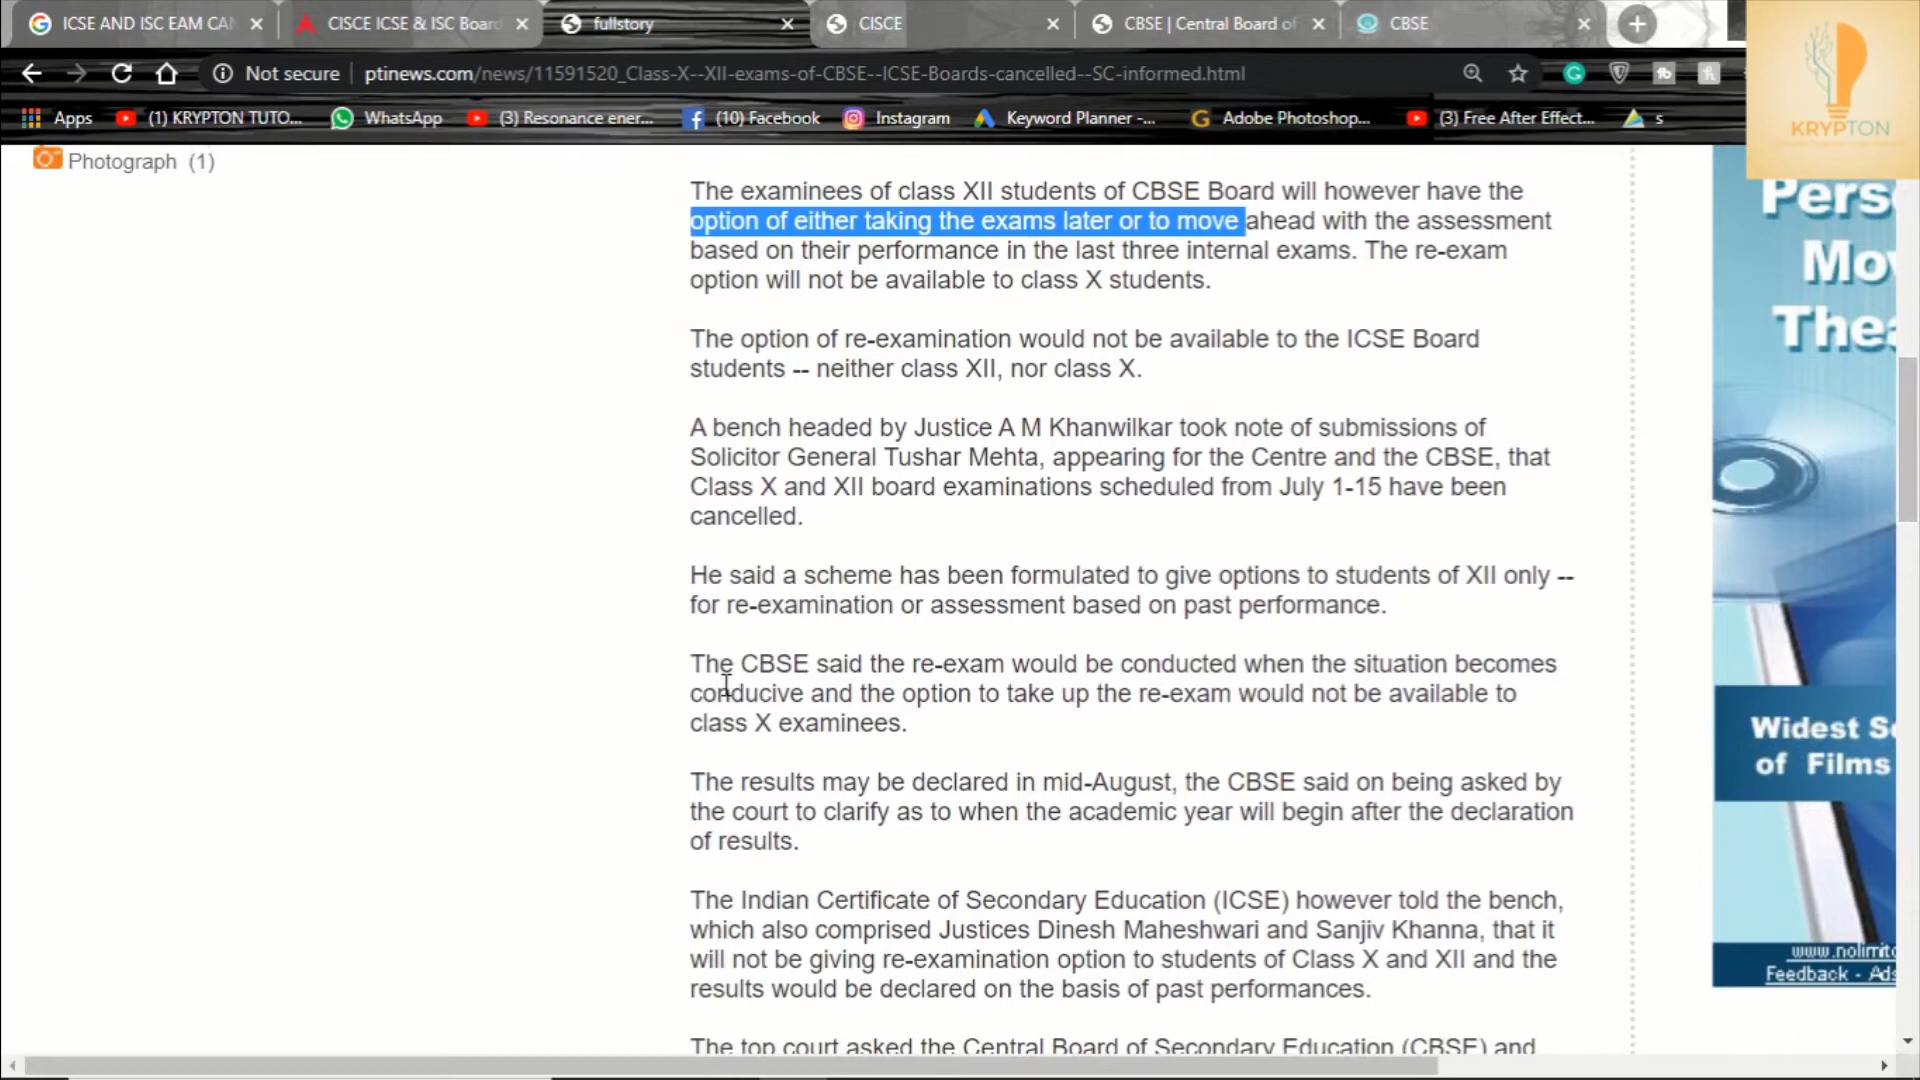 ICSE AND ISC EAM CAN
CISCE ICSE & ISC Board
fullstory
CISCE
CBSE | Central Board of
CBSE
Not secure
ptinews.com/news/11591520_Class-X--XII-exams-of-CBSE--ICSE-Boards-cancelled--SC-informed.html
Apps
(1) KRYPTON TUTO...
WhatsApp
(3) Resonance ener...
(10) Facebook
Instagram
Keyword Planner -...
Adobe Photoshop...
(3) Free After Effect...
s
KRYPTON
Photograph (1)
The examinees of class XII students of CBSE Board will however have the
option of either taking the exams later or to move ahead with the assessment
based on their performance in the last three internal exams. The re-exam
option will not be available to class X students.
The option of re-examination would not be available to the ICSE Board
students -- neither class XII, nor class X.
A bench headed by Justice A M Khanwilkar took note of submissions of
Solicitor General Tushar Mehta, appearing for the Centre and the CBSE, that
Class X and XII board examinations scheduled from July 1-15 have been
cancelled.
He said a scheme has been formulated to give options to students of XII only --
for re-examination or assessment based on past performance.
The CBSE said the re-exam would be conducted when the situation becomes
conducive and the option to take up the re-exam would not be available to
class X examinees.
The results may be declared in mid-August, the CBSE said on being asked by
the court to clarify as to when the academic year will begin after the declaration
of results.
The Indian Certificate of Secondary Education (ICSE) however told the bench,
which also comprised Justices Dinesh Maheshwari and Sanjiv Khanna, that it
will not be giving re-examination option to students of Class X and XII and the
results would be declared on the basis of past performances.
The top court asked the Central Board of Secondary Education (CBSE) and
Pers
Mov
Thea
Widest Se
of Films
www.nolimite
Feedback - Ads